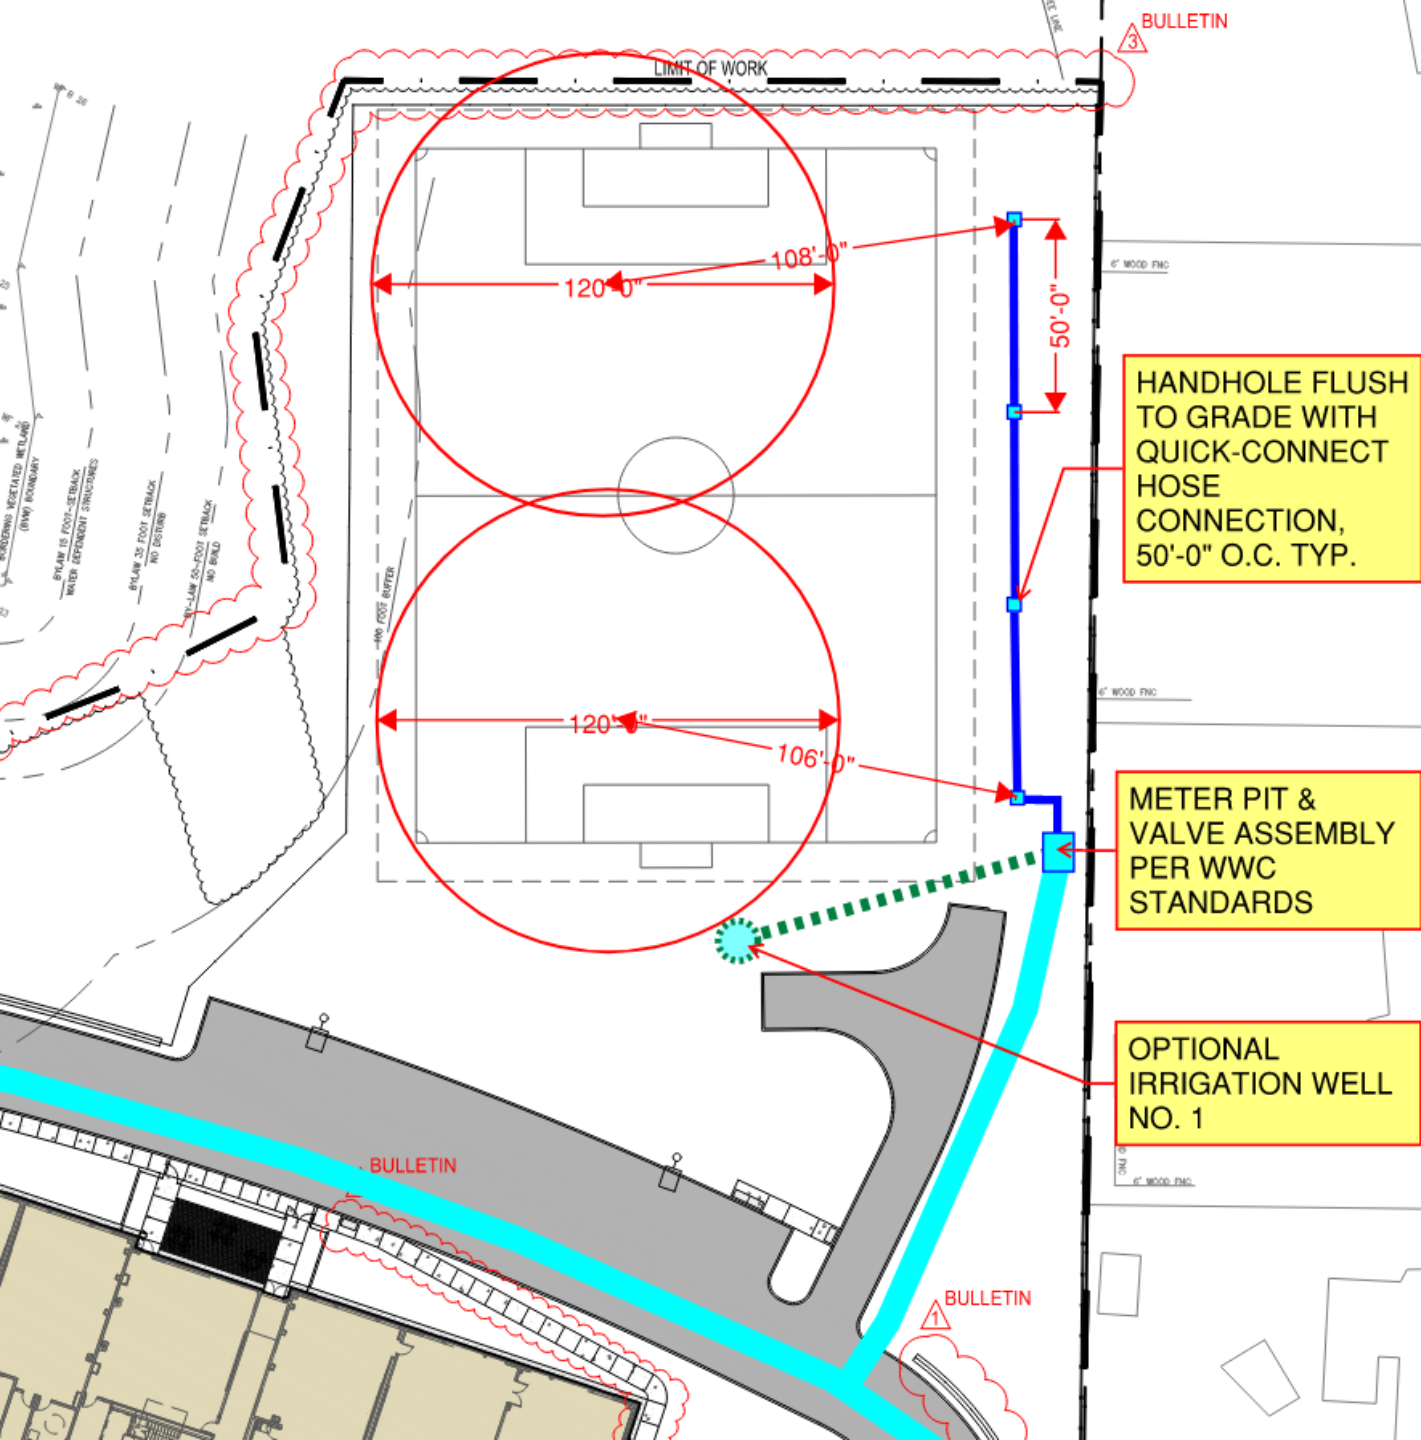 BULLETIN
3
LIMIT OF WORK
108'-0"
120'-0"
50'-0"
6' WOOD FNC
HANDHOLE FLUSH
TO GRADE WITH
QUICK-CONNECT
HOSE
CONNECTION,
50'-0" O.C. TYP.
BORDERING VEGETATED WETLAND
(BVW) BOUNDARY
BYLAW 15 FOOT-SETBACK
WATER DEPENDENT STRUCTURES
BYLAW 35 FOOT SETBACK
NO DISTURB
BY-LAW 50-FOOT SETBACK
NO BUILD
100 FOOT BUFFER
6' WOOD FNC
120'-0"
106'-0"
METER PIT &
VALVE ASSEMBLY
PER WWC
STANDARDS
OPTIONAL
IRRIGATION WELL
NO. 1
6' WOOD FNC
BULLETIN
BULLETIN
1